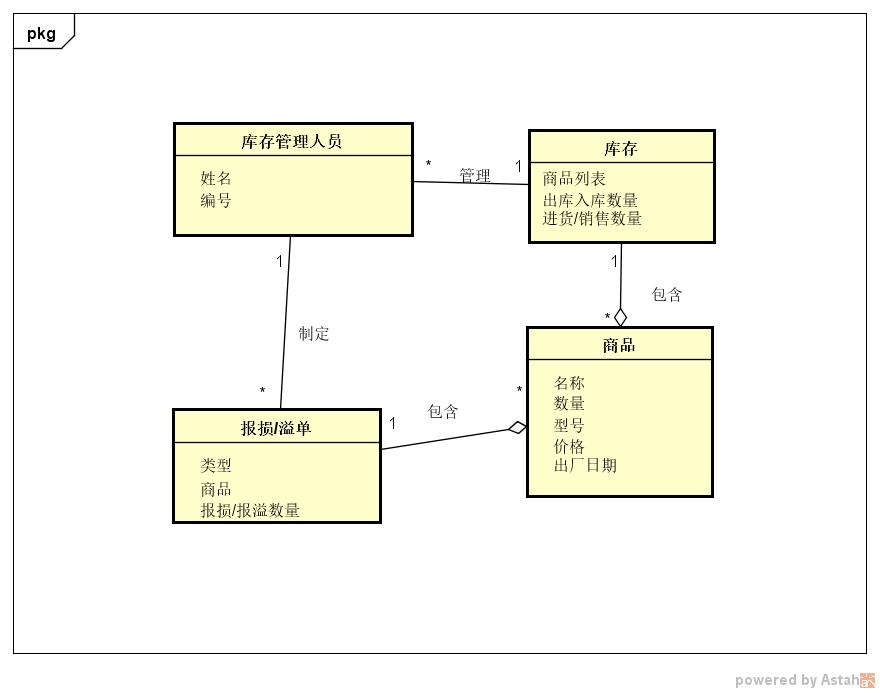 pkg
库存管理人员
姓名
编号
*
管理
1
库存
商品列表
出库入库数量
进货/销售数量
1
制定
*
1
包含
*
商品
名称
数量
型号
价格
出厂日期
*
包含
1
报损/溢单
类型
商品
报损/报溢数量
powered by Astah